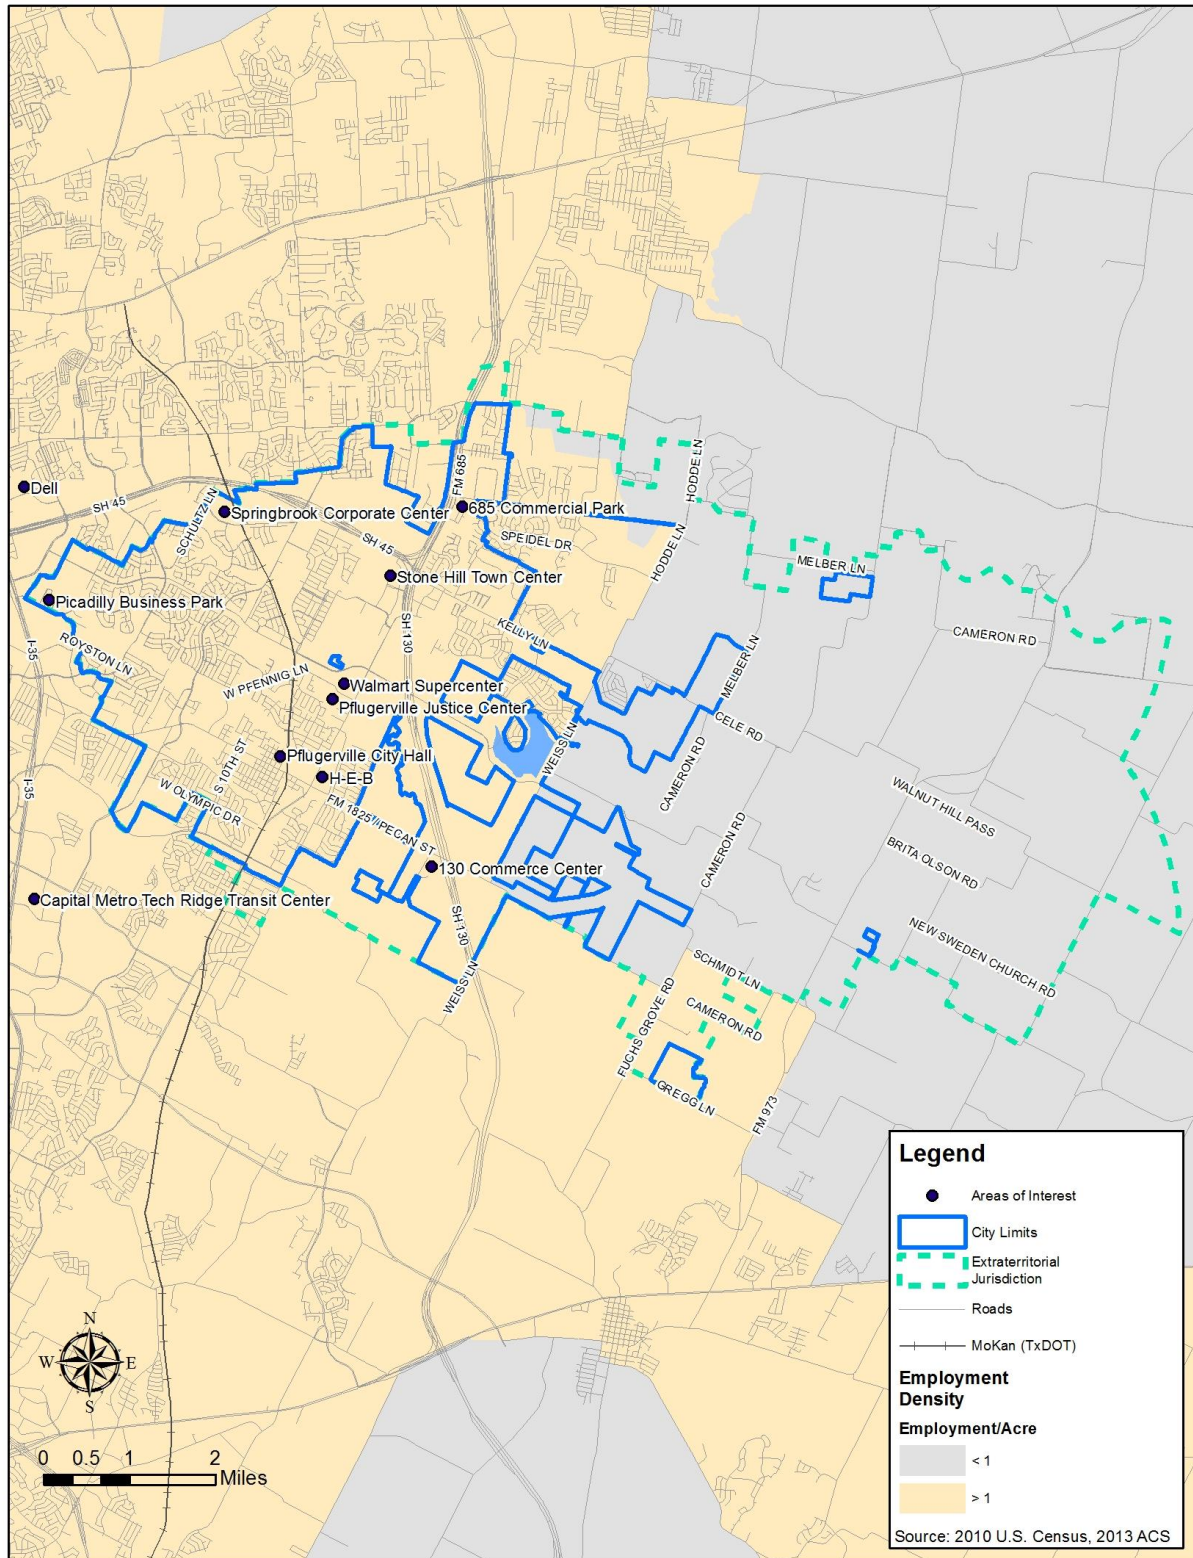 Dell
SH 45
SCHULTZ LN
Springbrook Corporate Center
FM 685
685 Commercial Park
SPEIDEL DR
HODDE LN
HODDE LN
SH 45
Stone Hill Town Center
MELBER LN
Picadilly Business Park
ROYSTON LN
I-35
SH 130
KELLY LN
CAMERON RD
W PFENNIG LN
Walmart Supercenter
Pflugerville Justice Center
MELBER LN
CELE RD
WEISS LN
CAMERON RD
S 10TH ST
Pflugerville City Hall
H-E-B
I-35
W OLYMPIC DR
FM 1825
PECAN ST
WALNUT HILL PASS
CAMERON RD
BRITA OLSON RD
130 Commerce Center
Capital Metro Tech Ridge Transit Center
SH 130
WEISS LN
SCHMIDT LN
NEW SWEDEN CHURCH RD
FUCHS GROVE RD
CAMERON RD
GREGG LN
FM 973
Legend
Areas of Interest
City Limits
Extraterritorial
Jurisdiction
Roads
MoKan (TxDOT)
Employment
Density
Employment/Acre
< 1
> 1
Source: 2010 U.S. Census, 2013 ACS
N
W
E
S
0 0.5 1 2
Miles